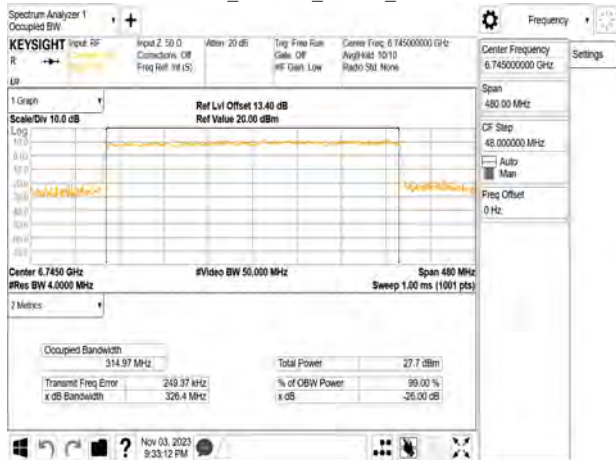 Spectrum Analyzer 1
Occupied BW
Frequency
KEYSIGHT Input: RF
R
Input Z: 50 Ω
Corrections: Off
Freq Ref: Int (S)
Atten: 20 dB
Trig: Free Run
Gate: Off
#IF Gain: Low
Center Freq: 6.745000000 GHz
Avg|Hold: 10/10
Radio Std: None
Center Frequency
6.745000000 GHz
Settings
Span
480.00 MHz
CF Step
48.000000 MHz
Auto
Man
Freq Offset
0 Hz
1 Graph
Scale/Div 10.0 dB
Ref Lvl Offset 13.40 dB
Ref Value 20.00 dBm
Log
Center 6.7450 GHz
#Res BW 4.0000 MHz
#Video BW 50.000 MHz
Span 480 MHz
Sweep 1.00 ms (1001 pts)
2 Metrics
Occupied Bandwidth
314.97 MHz
Total Power 27.7 dBm
Transmit Freq Error 249.37 kHz
% of OBW Power 99.00 %
x dB Bandwidth 326.4 MHz
x dB -26.00 dB
Nov 03, 2023
9:33:12 PM